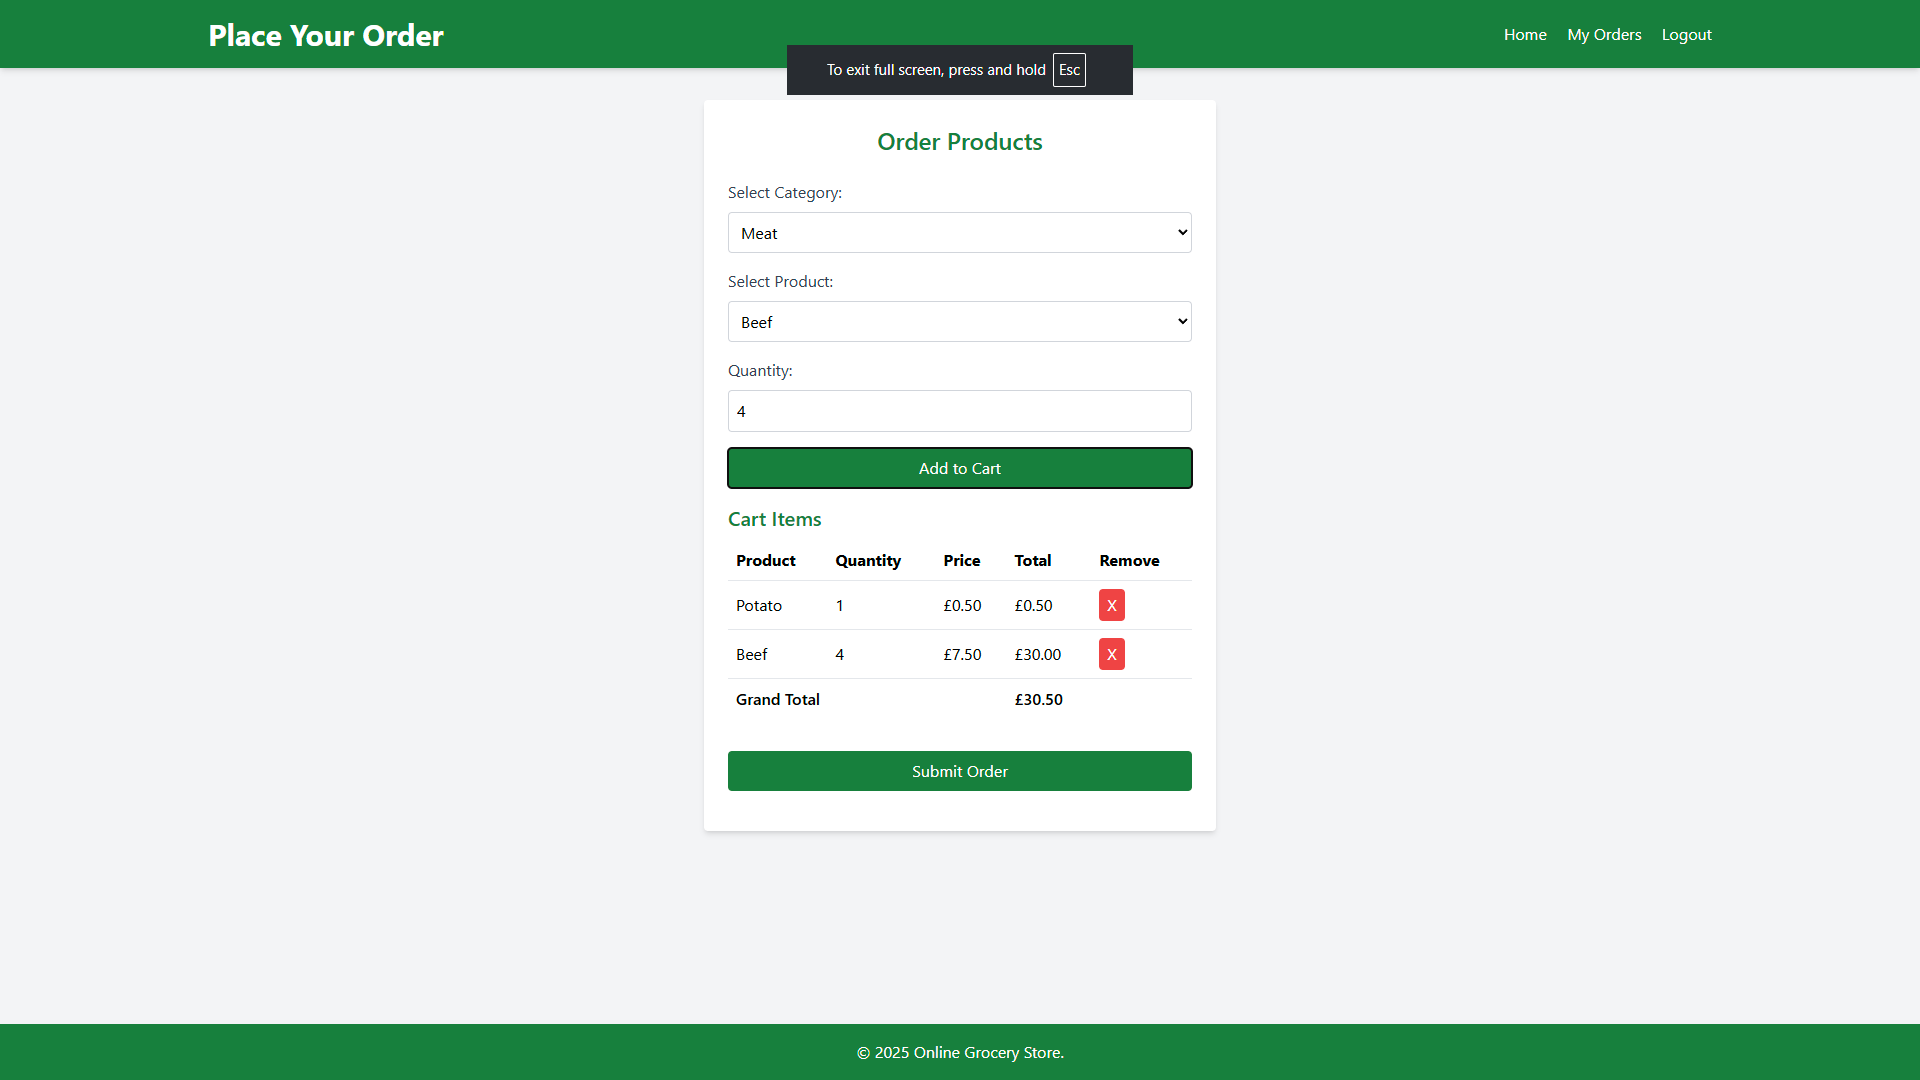 Place Your Order
Home My Orders Logout
To exit full screen, press and hold Esc
Order Products
Select Category:
Meat
Select Product:
Beef
Quantity:
4
Add to Cart
Cart Items
Product Quantity Price Total Remove
Potato 1 £0.50 £0.50 X
Beef 4 £7.50 £30.00 X
Grand Total £30.50
Submit Order
© 2025 Online Grocery Store.